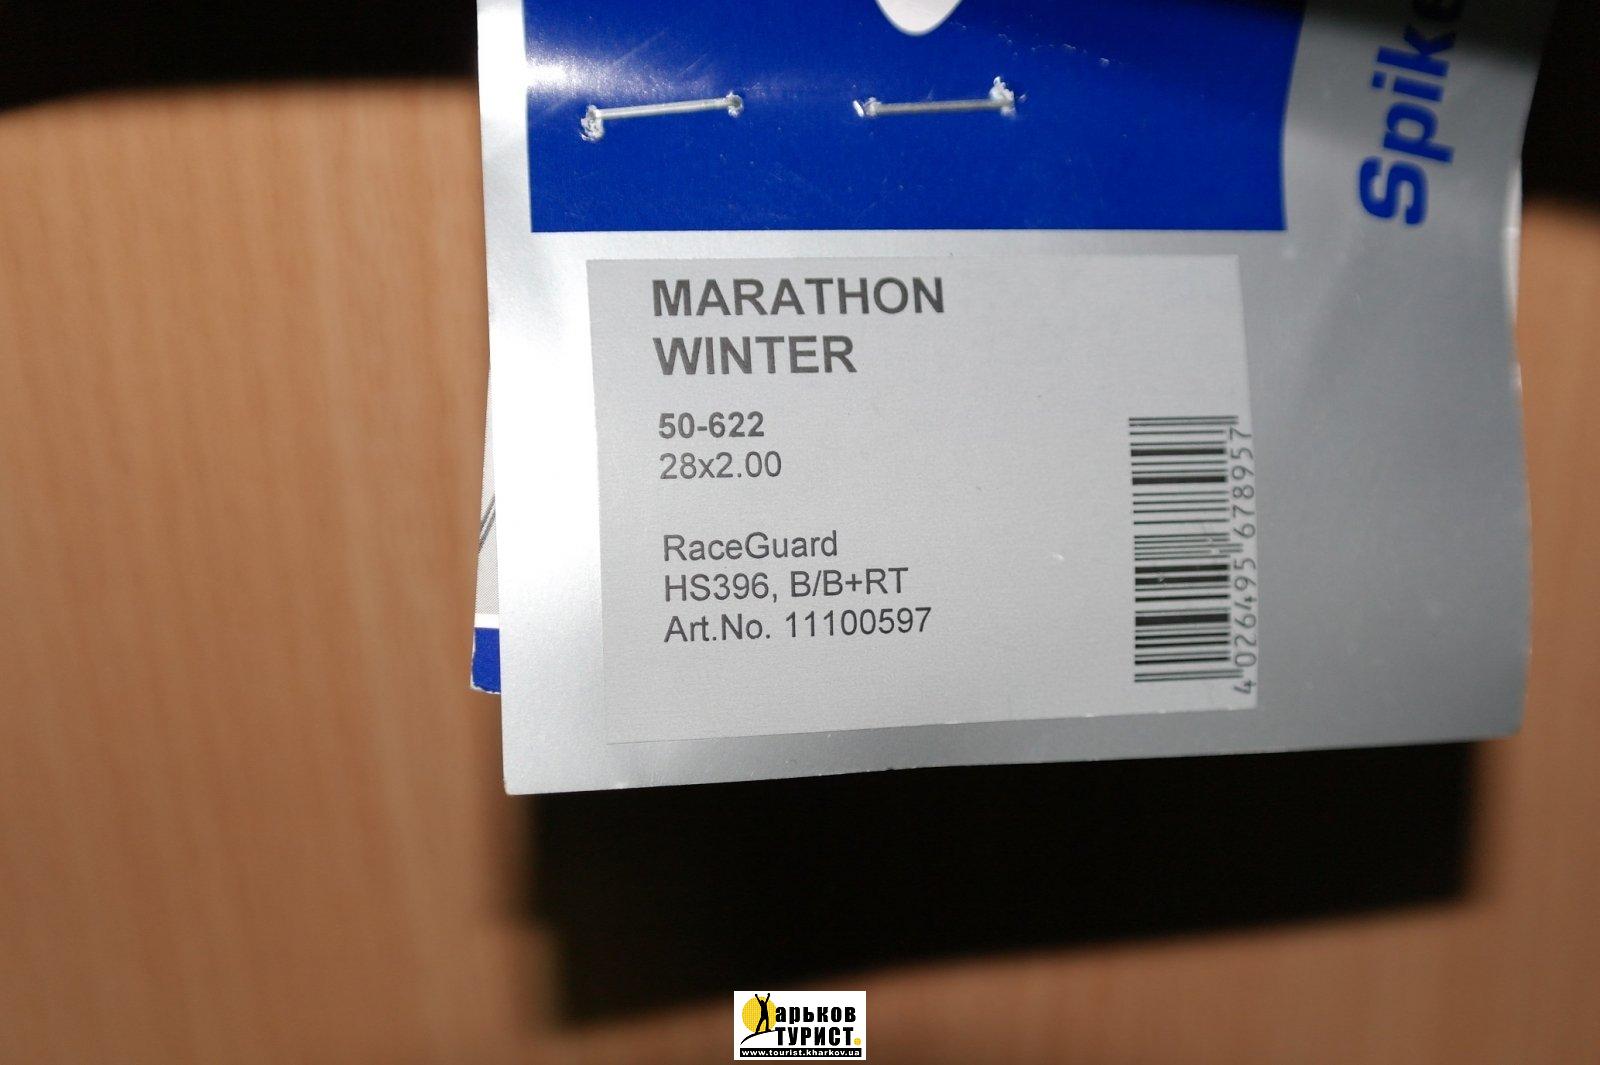 Spike
MARATHON
WINTER
50-622
28x2.00
RaceGuard
HS396, B/B+RT
Art.No. 11100597
4 026495 678957
Харьков
ТУРИСТ.
www.tourist.kharkov.ua